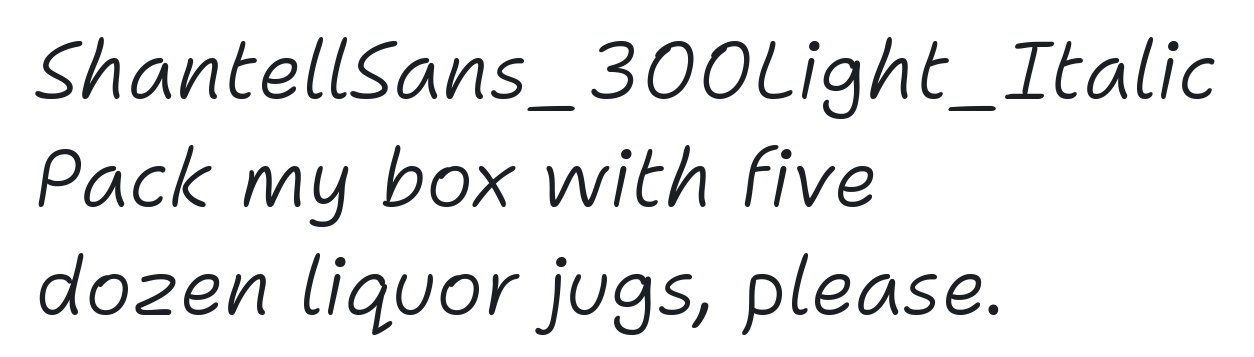 ShantellSans_300Light_Italic
Pack my box with five
dozen liquor jugs, please.